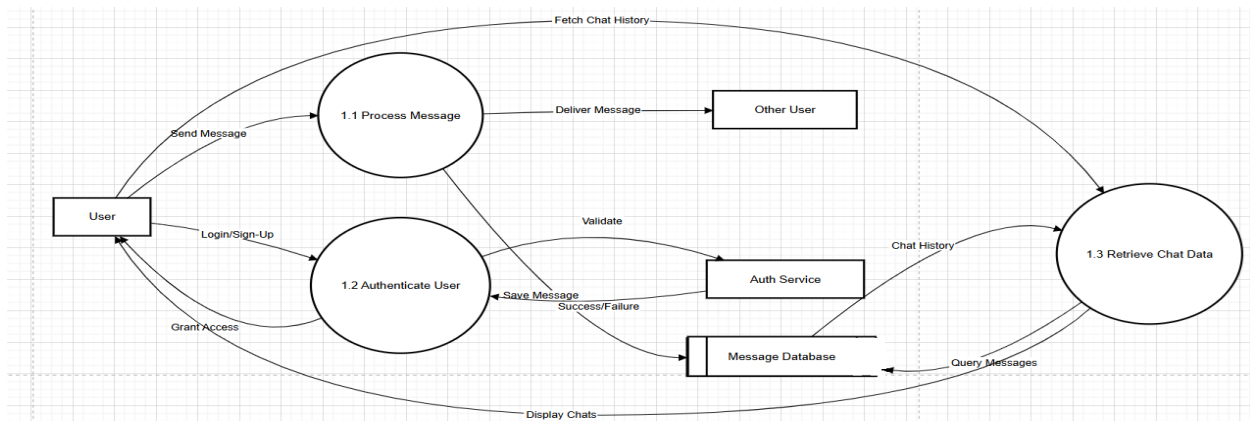 Fetch Chat History
1.1 Process Message
Deliver Message
Other User
Send Message
User
Login/Sign-Up
Validate
Chat History
1.3 Retrieve Chat Data
1.2 Authenticate User
Auth Service
Save Message
Success/Failure
Grant Access
Message Database
Query Messages
Display Chats